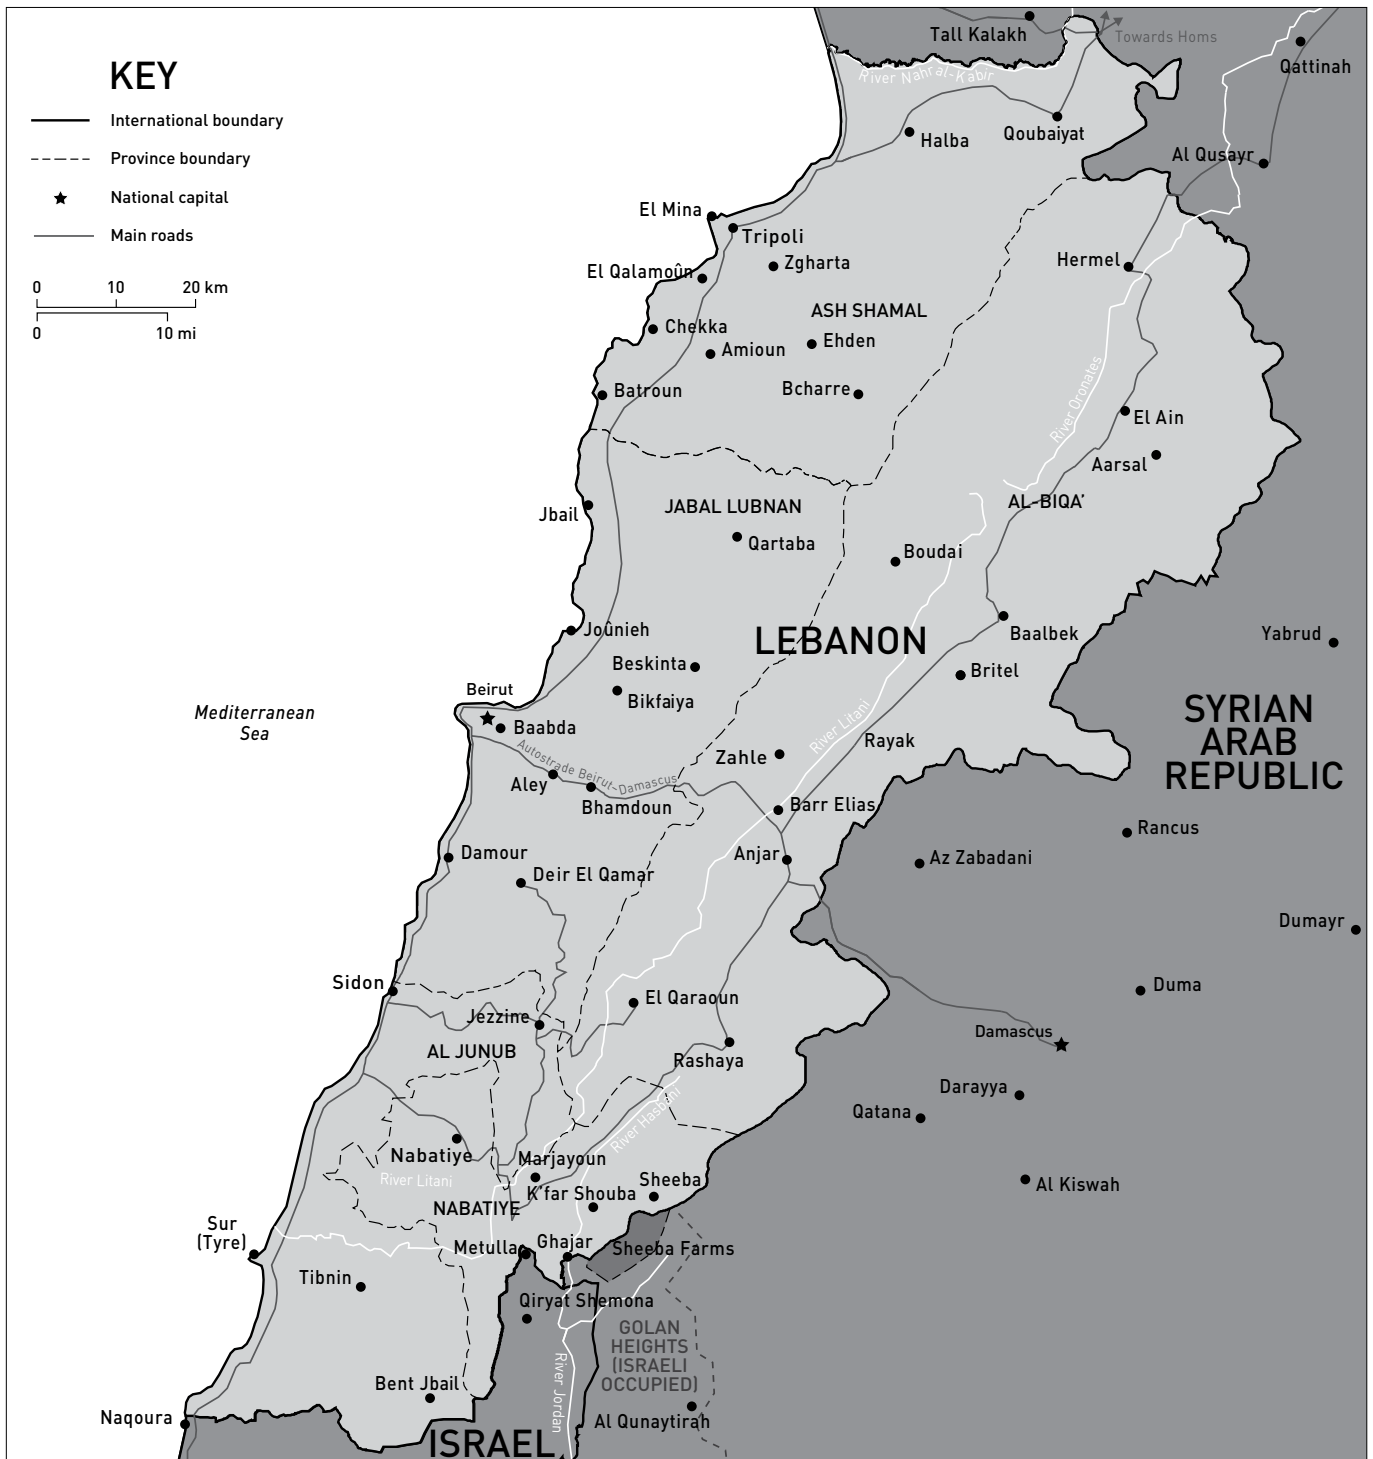 KEY
International boundary
Province boundary
National capital
Main roads
0 10 20 km
0 10 mi
Tall Kalakh
Towards Homs
Qattinah
River Nahral-Kabir
Halba
Qoubaiyat
Al Qusayr
El Mina
Tripoli
Zgharta
Hermel
El Qalamoûn
ASH SHAMAL
Chekka
Ehden
Amioun
Bcharre
Batroun
River Oronates
El Ain
Aarsal
AL-BIQA’
JABAL LUBNAN
Jbail
Qartaba
Boudai
Joûnieh
LEBANON
Baalbek
Yabrud
Beskinta
Britel
Bikfaiya
Beirut
Baabda
Mediterranean
Sea
SYRIAN
ARAB
REPUBLIC
River Litani
Rayak
Zahle
Autostrade Beirut-Damascus
Aley
Bhamdoun
Barr Elias
Rancus
Damour
Anjar
Az Zabadani
Deir El Qamar
Dumayr
Sidon
El Qaraoun
Duma
Jezzine
Damascus
AL JUNUB
Rashaya
Darayya
Qatana
River Hasbani
Nabatiye
Marjayoun
River Litani
Sheeba
K’far Shouba
Al Kiswah
NABATIYE
Sur
(Tyre)
Metulla
Ghajar
Sheeba Farms
Tibnin
Qiryat Shemona
GOLAN
HEIGHTS
(ISRAELI
OCCUPIED)
River Jordan
Bent Jbail
Naqoura
Al Qunaytirah
ISRAEL